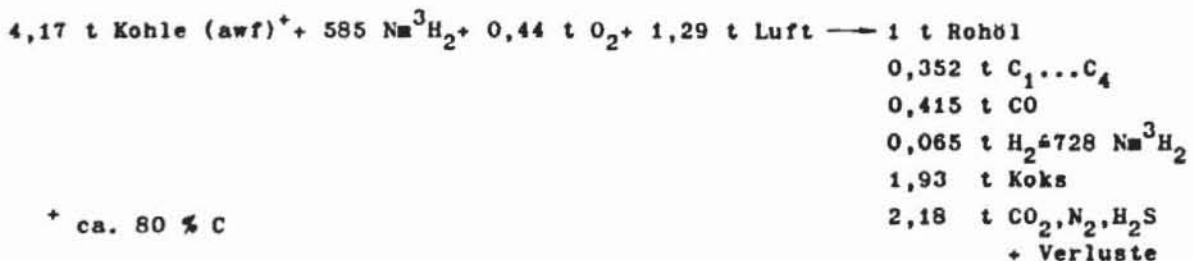 4,17 t Kohle (awf)⁺+ 585 Nm³H₂+ 0,44 t O₂+ 1,29 t Luft ⟶ 1 t Rohöl
0,352 t C₁...C₄
0,415 t CO
0,065 t H₂≙728 Nm³H₂
1,93 t Koks
⁺ ca. 80 % C
2,18 t CO₂,N₂,H₂S
+ Verluste